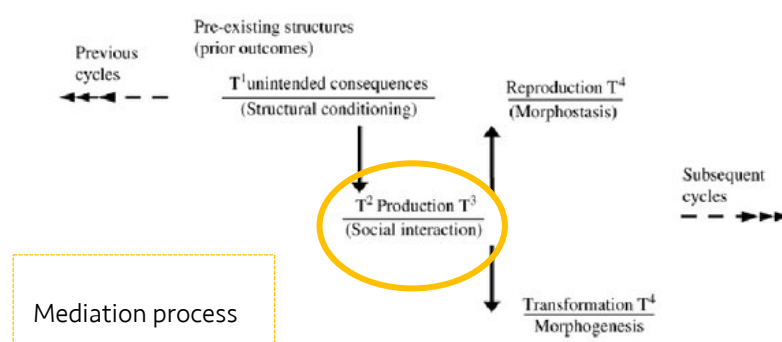 Pre-existing structures
(prior outcomes)
Previous
cycles
T¹unintended consequences
(Structural conditioning)
Reproduction T⁴
(Morphostasis)
T² Production T³
(Social interaction)
Subsequent
cycles
Transformation T⁴
Morphogenesis
Mediation process